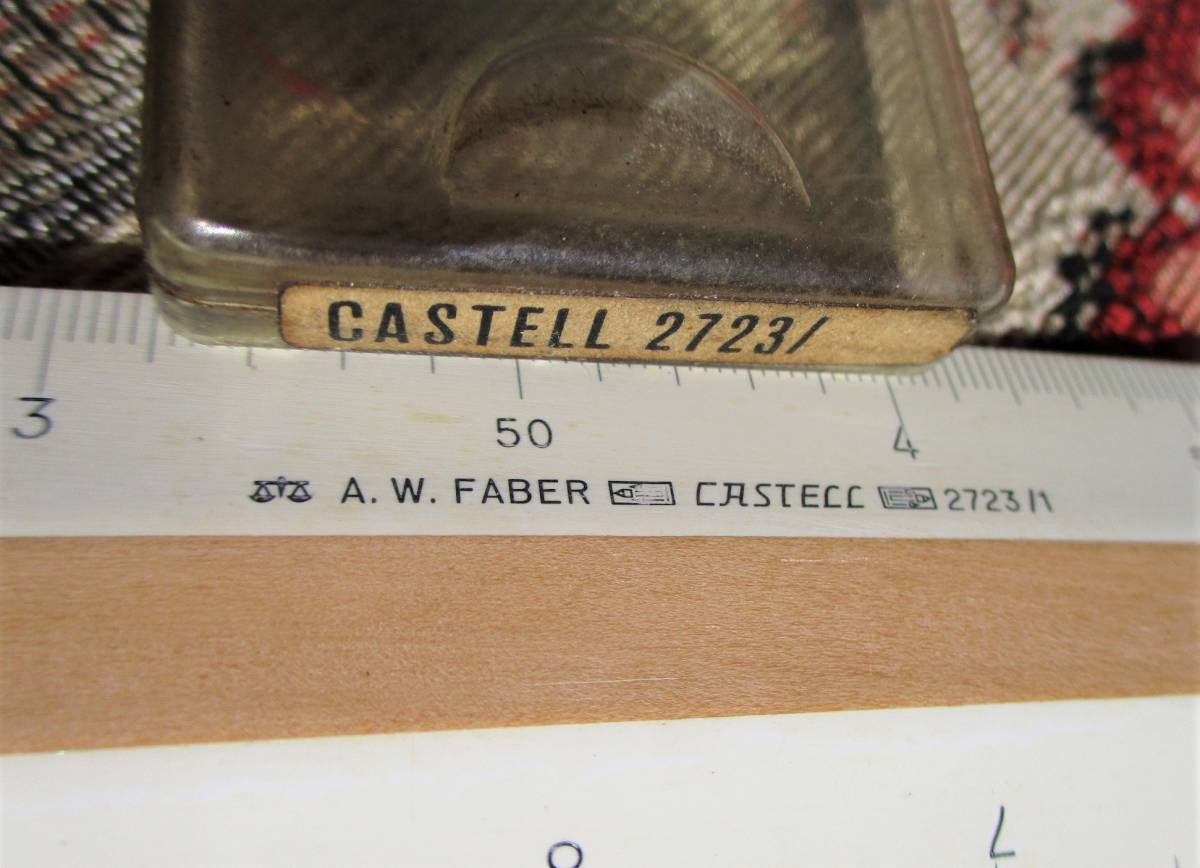 CASTELL 2723/
3 50 4
A. W. FABER CASTELL 2723/1